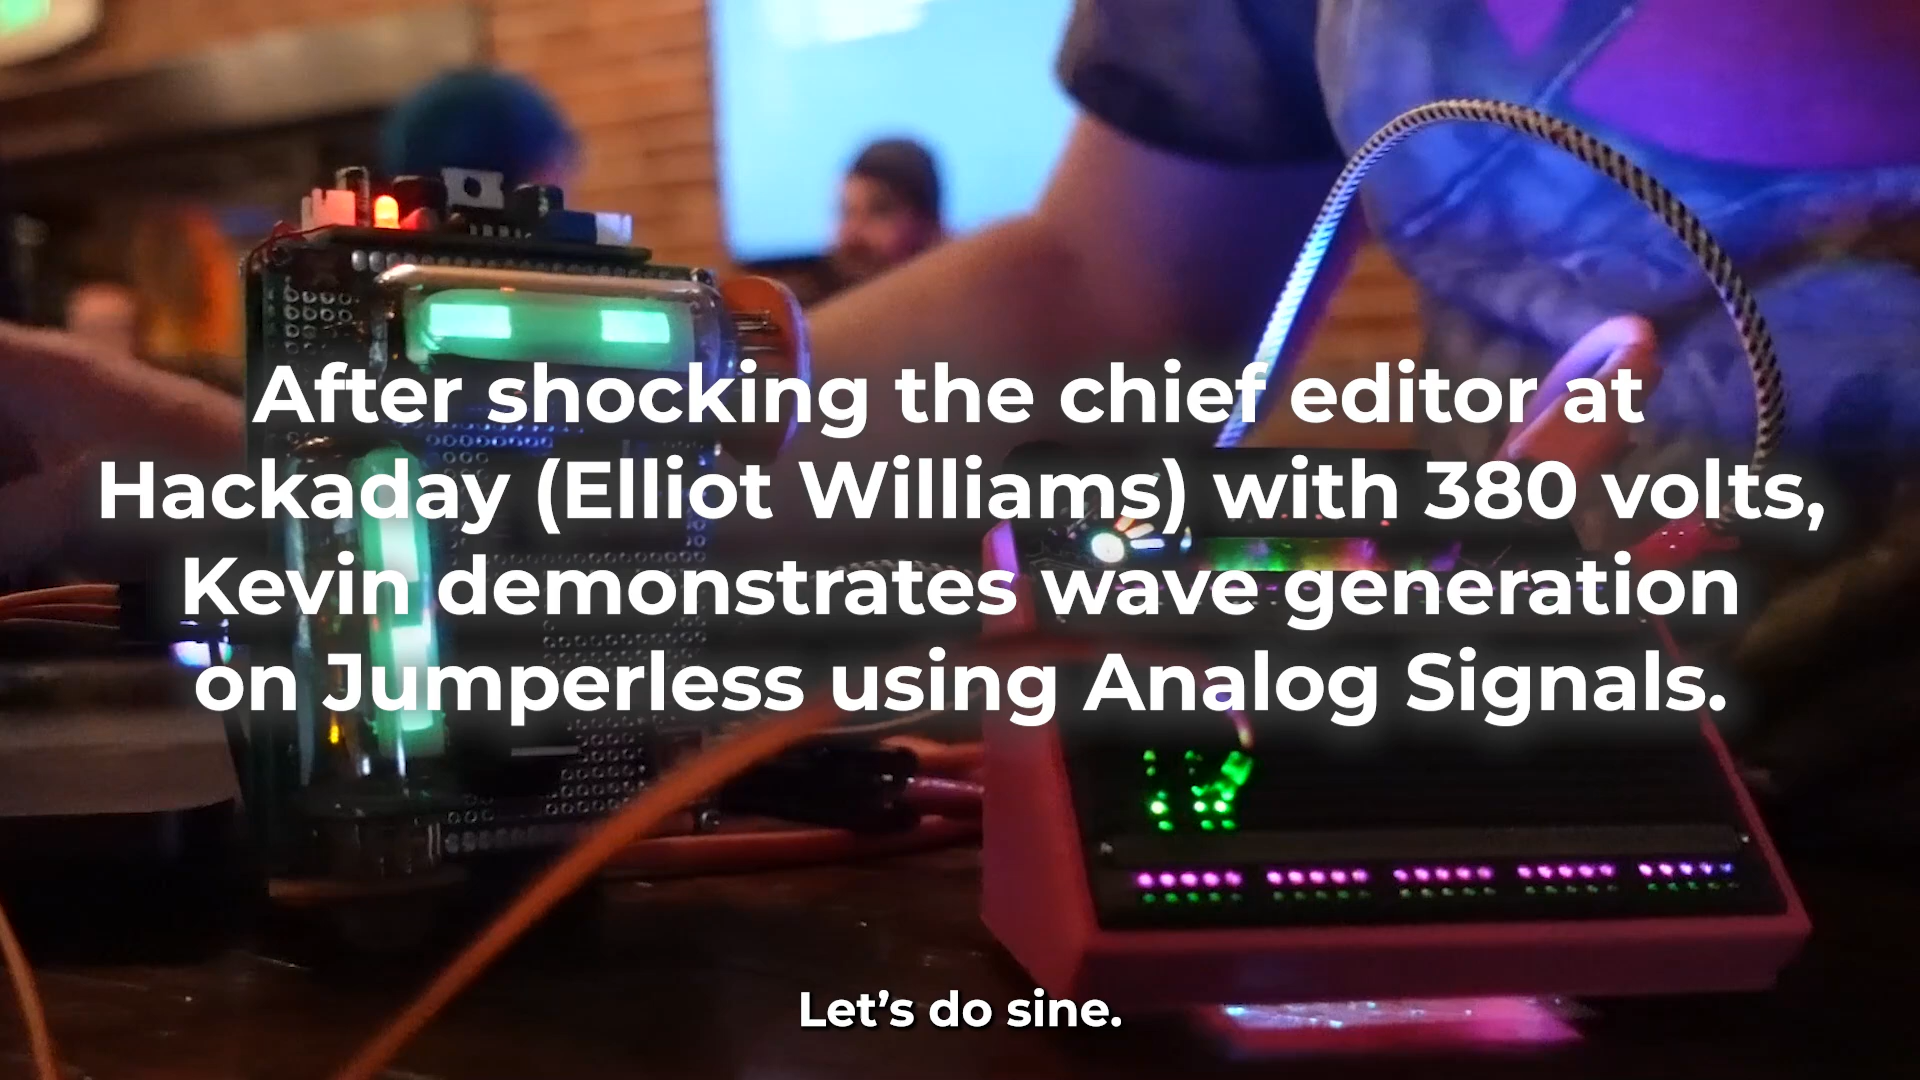 After shocking the chief editor at
Hackaday (Elliot Williams) with 380 volts,
Kevin demonstrates wave generation
on Jumperless using Analog Signals.
Let’s do sine.